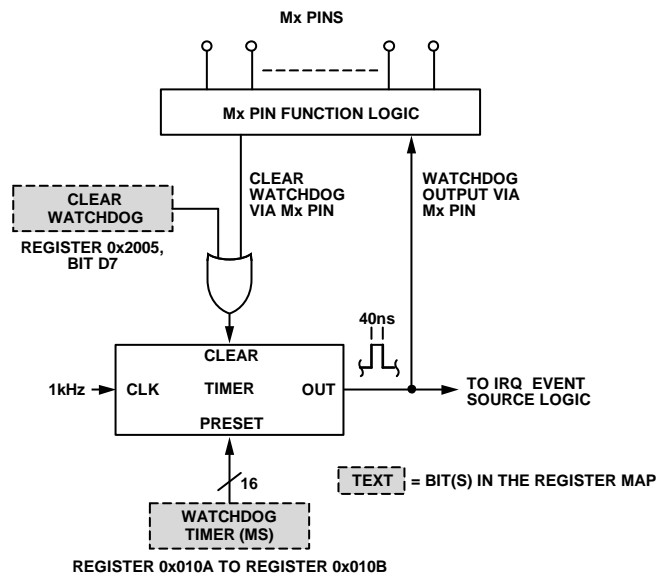 Mx PINS
Mx PIN FUNCTION LOGIC
CLEAR
WATCHDOG
VIA Mx PIN
WATCHDOG
OUTPUT VIA
Mx PIN
CLEAR
WATCHDOG
REGISTER 0x2005,
BIT D7
40ns
CLEAR
1kHz
CLK
TIMER
OUT
PRESET
TO IRQ EVENT
SOURCE LOGIC
16
TEXT = BIT(S) IN THE REGISTER MAP
WATCHDOG
TIMER (MS)
REGISTER 0x010A TO REGISTER 0x010B